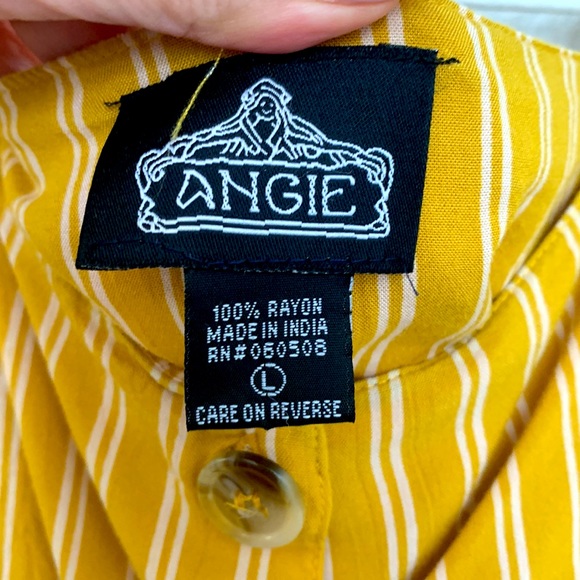 ANGIE
100% RAYON
MADE IN INDIA
RN#060508
L
CARE ON REVERSE